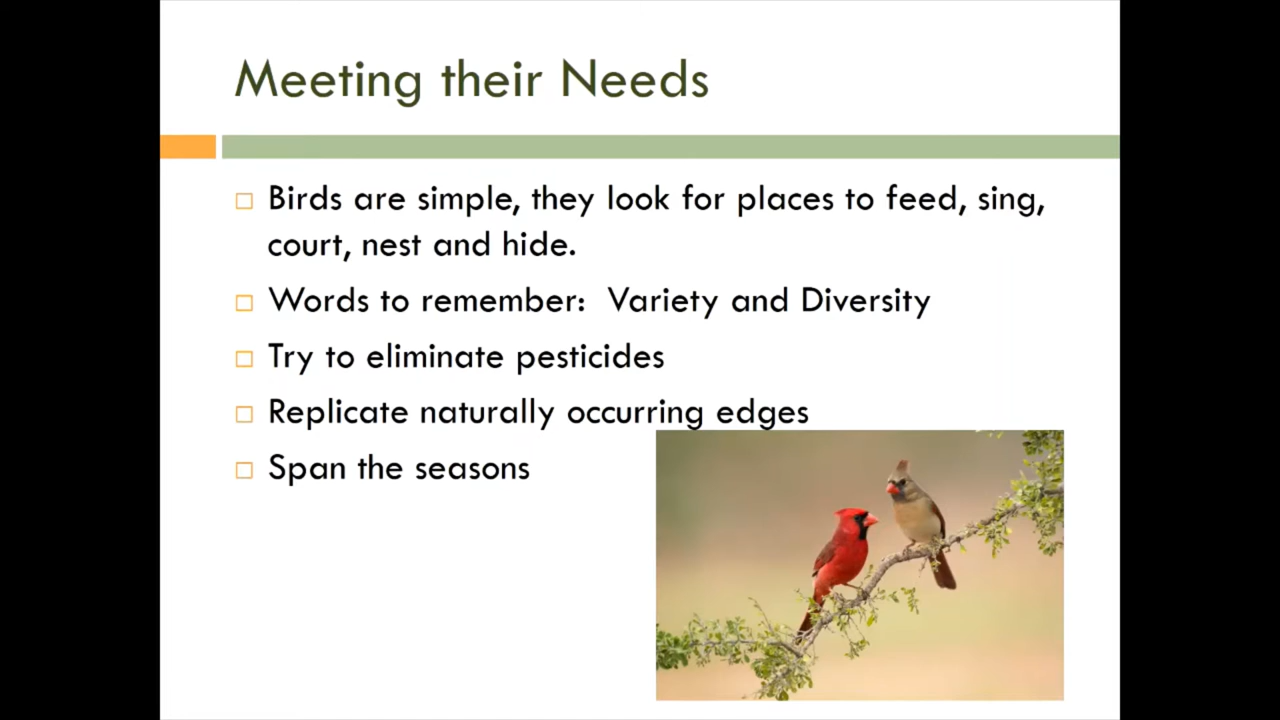 Meeting their Needs
Birds are simple, they look for places to feed, sing,
court, nest and hide.
Words to remember:  Variety and Diversity
Try to eliminate pesticides
Replicate naturally occurring edges
Span the seasons